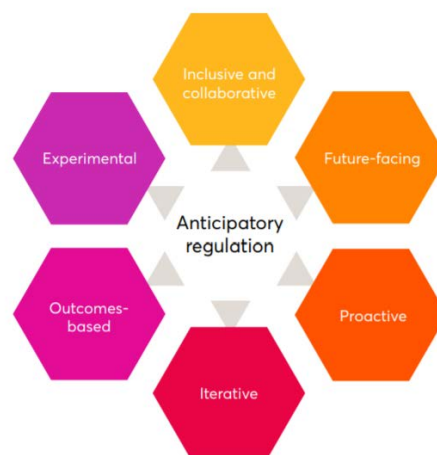 Inclusive and
collaborative
Experimental
Future-facing
Anticipatory
regulation
Outcomes-
based
Proactive
Iterative